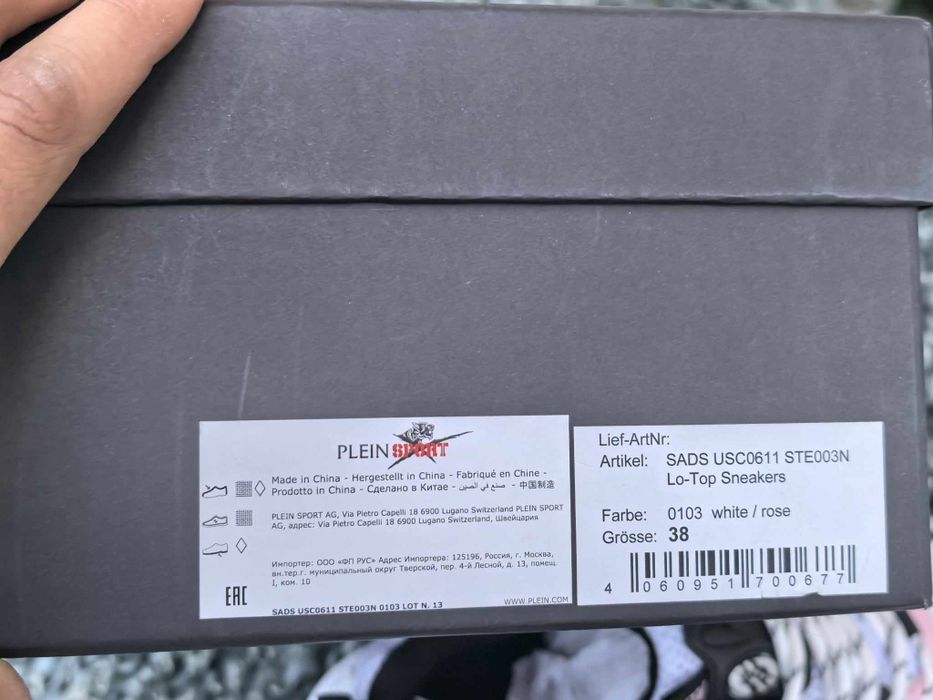 PLEIN SPORT
Made in China - Hergestellt in China - Fabriqué en Chine -
Prodotto in China - Сделано в Китае - صنع في الصين - 中国制造
PLEIN SPORT AG, Via Pietro Capelli 18 6900 Lugano Switzerland PLEIN SPORT
AG, адрес: Via Pietro Capelli 18 6900 Lugano Switzerland, Швейцария
Импортер: ООО «ФП РУС» Адрес Импортера: 125196, Россия, г. Москва,
вн.тер.г. муниципальный округ Тверской, пер. 4-й Лесной, д. 13, помещ.
I, ком. 10
EAC
WWW.PLEIN.COM
SADS USC0611 STE003N 0103 LOT N. 13
Lief-ArtNr:
Artikel: SADS USC0611 STE003N
Lo-Top Sneakers
Farbe: 0103 white / rose
Grösse: 38
4 060951 700677